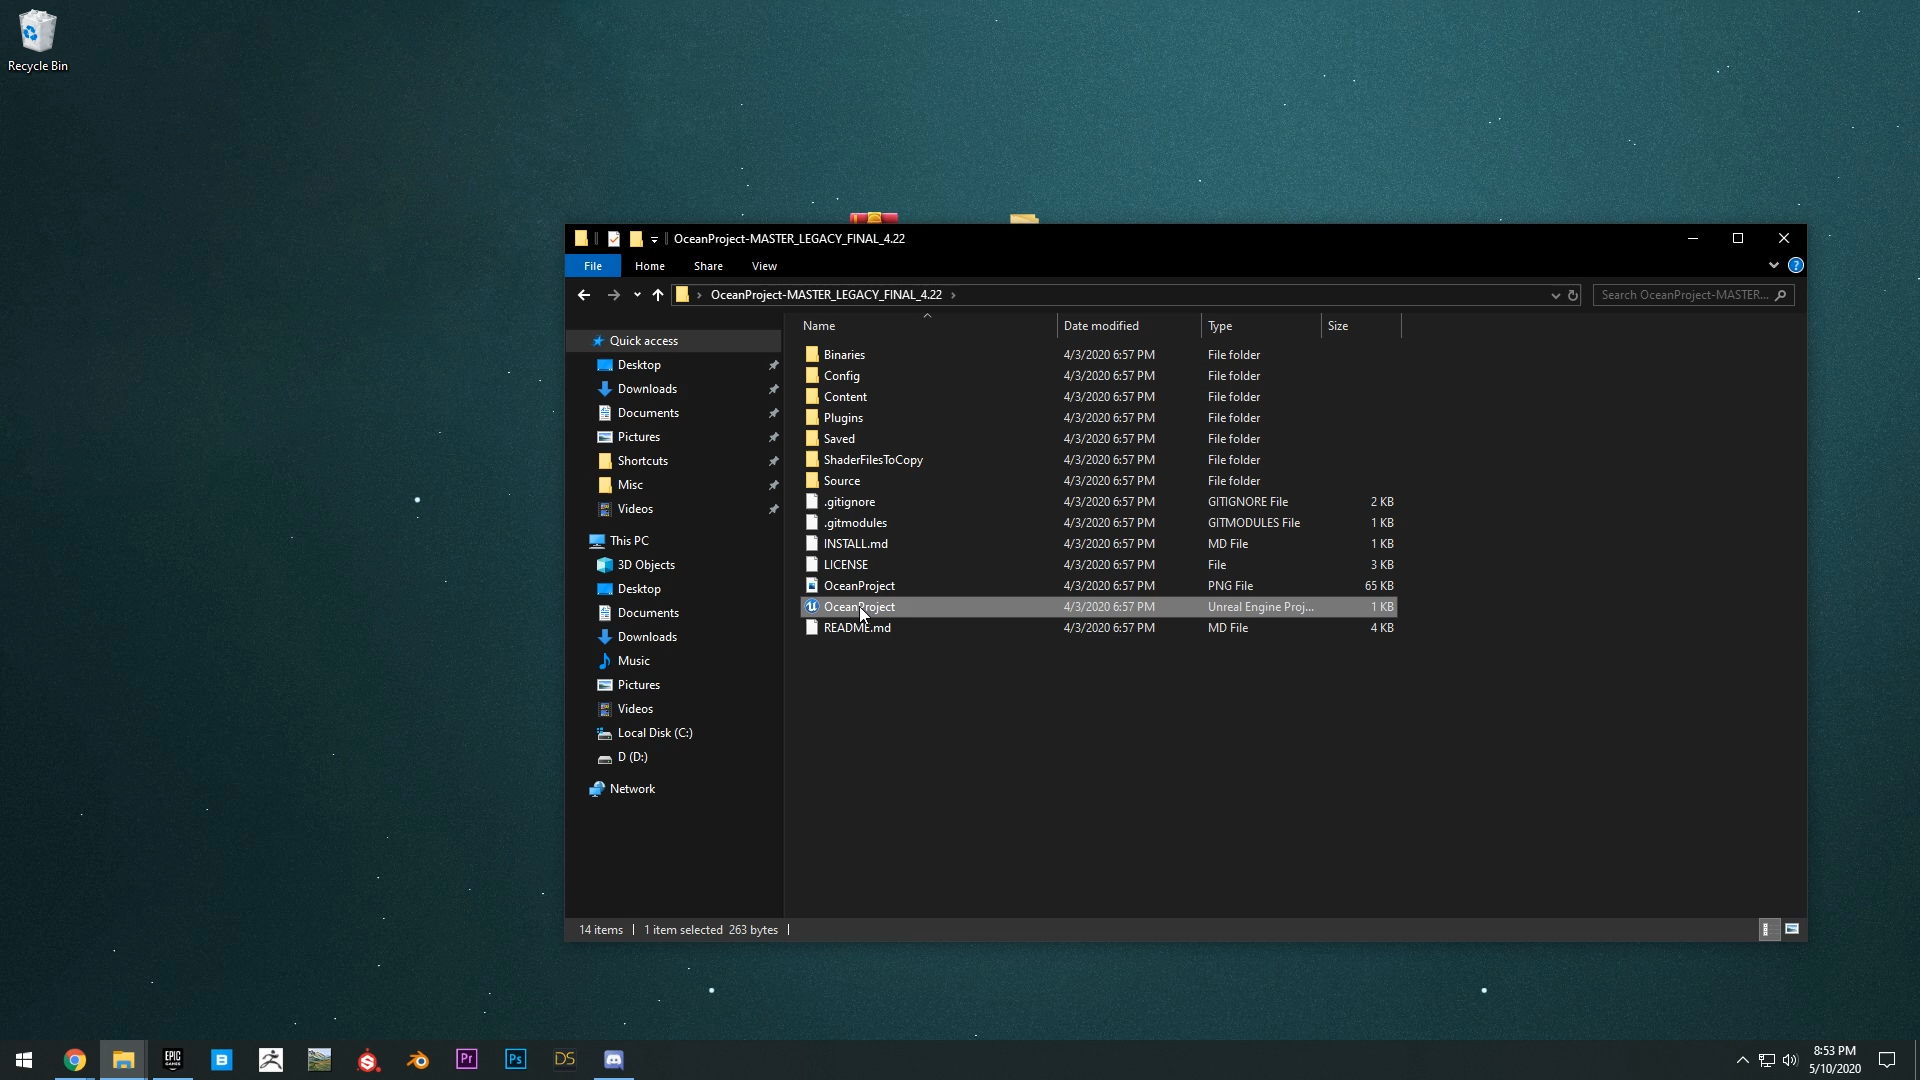 Recycle Bin
OceanProject-MASTER_LEGACY_FINAL_4.22
File Home Share View
OceanProject-MASTER_LEGACY_FINAL_4.22
Search OceanProject-MASTER...
Name Date modified Type Size
Quick access
Desktop
Downloads
Documents
Pictures
Shortcuts
Misc
Videos
This PC
3D Objects
Desktop
Documents
Downloads
Music
Pictures
Videos
Local Disk (C:)
D (D:)
Network
Binaries 4/3/2020 6:57 PM File folder
Config 4/3/2020 6:57 PM File folder
Content 4/3/2020 6:57 PM File folder
Plugins 4/3/2020 6:57 PM File folder
Saved 4/3/2020 6:57 PM File folder
ShaderFilesToCopy 4/3/2020 6:57 PM File folder
Source 4/3/2020 6:57 PM File folder
.gitignore 4/3/2020 6:57 PM GITIGNORE File 2 KB
.gitmodules 4/3/2020 6:57 PM GITMODULES File 1 KB
INSTALL.md 4/3/2020 6:57 PM MD File 1 KB
LICENSE 4/3/2020 6:57 PM File 3 KB
OceanProject 4/3/2020 6:57 PM PNG File 65 KB
OceanProject 4/3/2020 6:57 PM Unreal Engine Proj... 1 KB
README.md 4/3/2020 6:57 PM MD File 4 KB
14 items 1 item selected 263 bytes
EPIC GAMES
B
Pr
Ps
DS
8:53 PM
5/10/2020